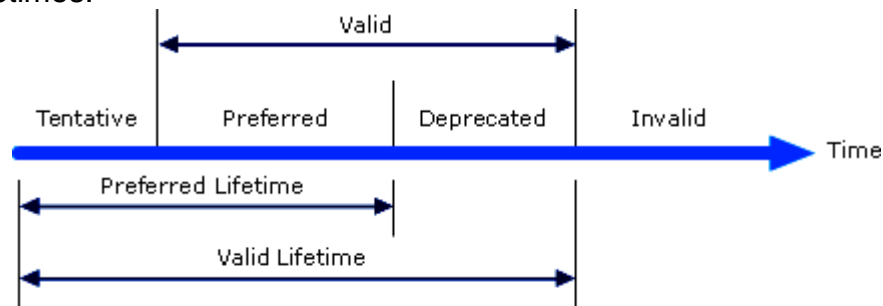 Valid
Tentative Preferred Deprecated Invalid
Time
Preferred Lifetime
Valid Lifetime